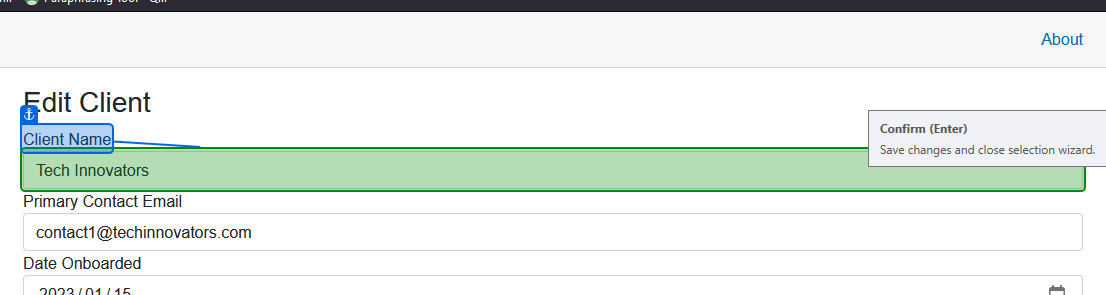 Paraphrasing Tool - Quil
About
Edit Client
Client Name
Confirm (Enter)
Save changes and close selection wizard.
Tech Innovators
Primary Contact Email
contact1@techinnovators.com
Date Onboarded
2023/01/15